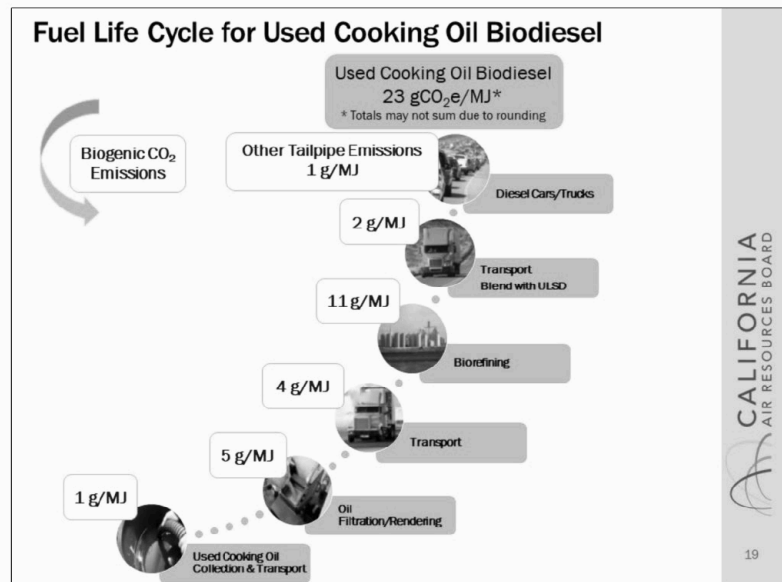 Fuel Life Cycle for Used Cooking Oil Biodiesel
Used Cooking Oil Biodiesel
23 gCO₂e/MJ*
* Totals may not sum due to rounding
Biogenic CO₂
Emissions
Other Tailpipe Emissions
1 g/MJ
Diesel Cars/Trucks
2 g/MJ
Transport
Blend with ULSD
11 g/MJ
Biorefining
4 g/MJ
Transport
5 g/MJ
Oil
Filtration/Rendering
1 g/MJ
Used Cooking Oil
Collection & Transport
CALIFORNIA
AIR RESOURCES BOARD
19